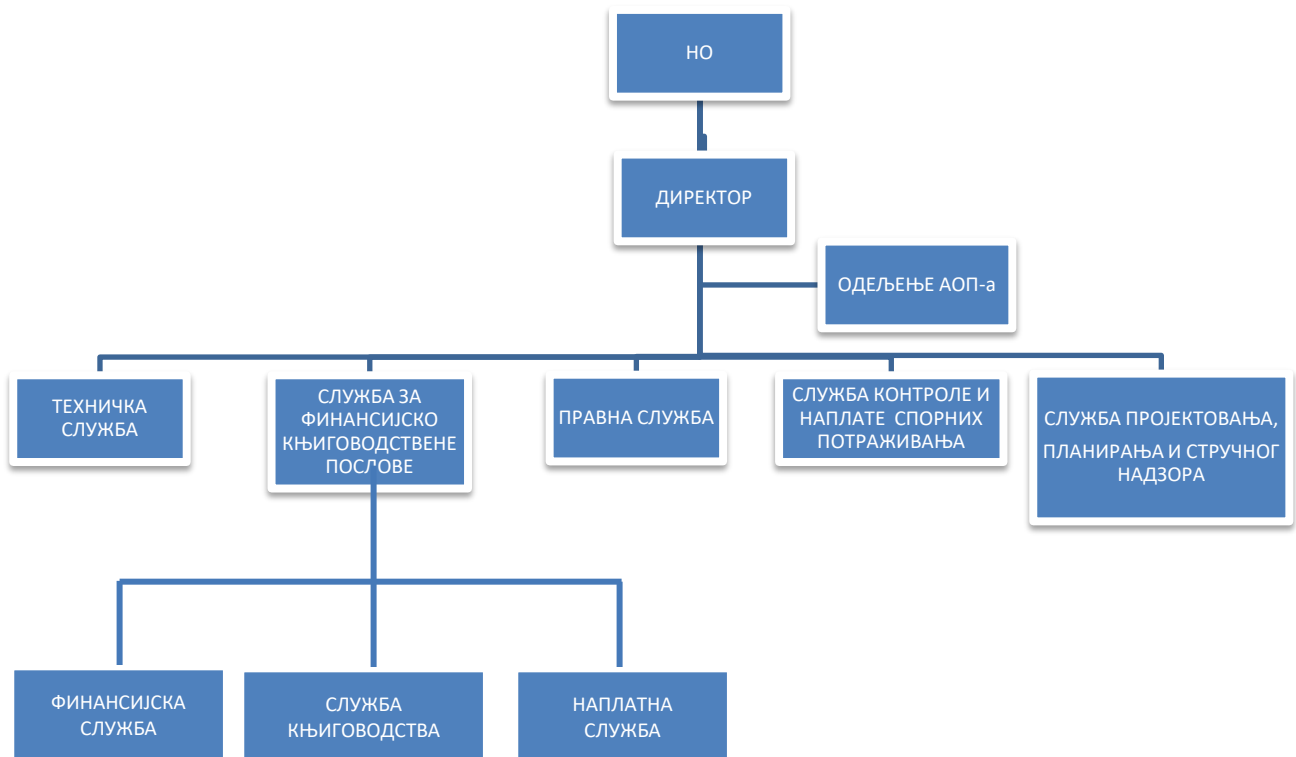 НО
ДИРЕКТОР
ОДЕЉЕЊЕ АОП-а
ТЕХНИЧКА
СЛУЖБА
СЛУЖБА ЗА
ФИНАНСИЈСКО
КЊИГОВОДСТВЕНЕ
ПОСЛОВЕ
ПРАВНА СЛУЖБА
СЛУЖБА КОНТРОЛЕ И
НАПЛАТЕ СПОРНИХ
ПОТРАЖИВАЊА
СЛУЖБА ПРОЈЕКТОВАЊА,
ПЛАНИРАЊА И СТРУЧНОГ
НАДЗОРА
ФИНАНСИЈСКА
СЛУЖБА
СЛУЖБА
КЊИГОВОДСТВА
НАПЛАТНА
СЛУЖБА